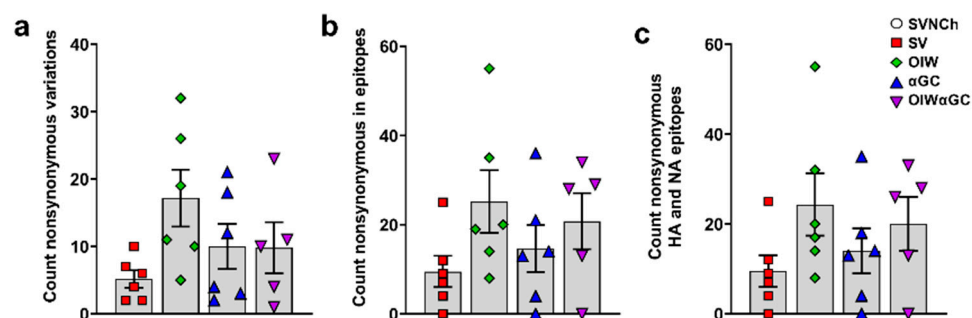 a
Count nonsynonymous variations
40
30
20
10
0
b
Count nonsynonymous in epitopes
60
40
20
0
c
Count nonsynonymous
HA and NA epitopes
60
40
20
0
SVNCh
SV
OIW
αGC
OIWαGC